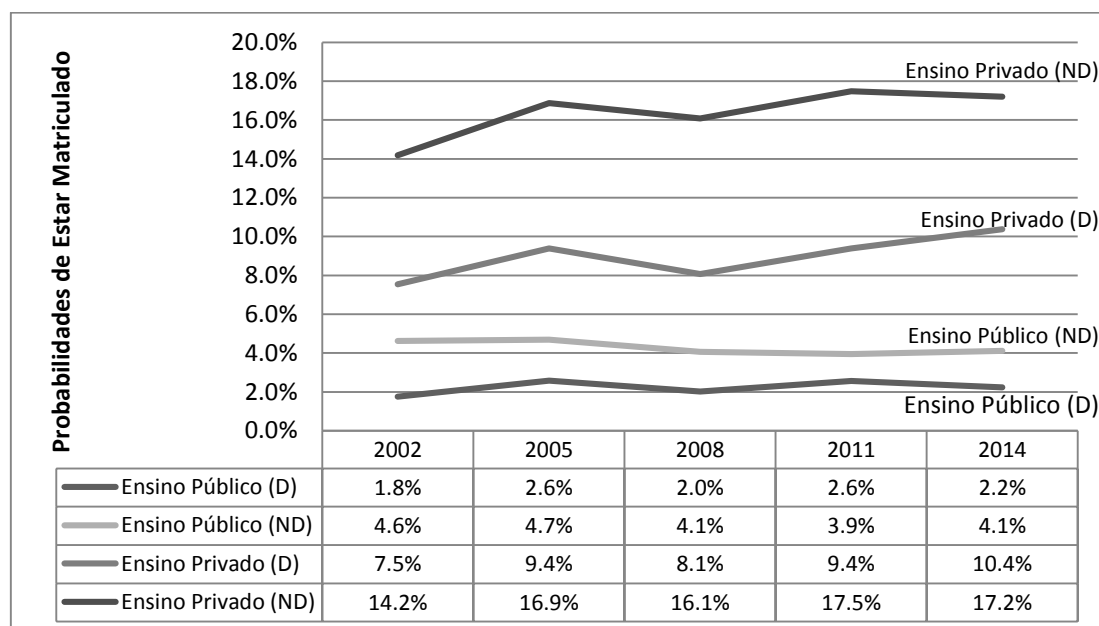 Probabilidades de Estar Matriculado
20.0%
18.0%
16.0%
14.0%
12.0%
10.0%
8.0%
6.0%
4.0%
2.0%
0.0%
Ensino Privado (ND)
Ensino Privado (D)
Ensino Público (ND)
Ensino Público (D)
2002 2005 2008 2011 2014
Ensino Público (D) 1.8% 2.6% 2.0% 2.6% 2.2%
Ensino Público (ND) 4.6% 4.7% 4.1% 3.9% 4.1%
Ensino Privado (D) 7.5% 9.4% 8.1% 9.4% 10.4%
Ensino Privado (ND) 14.2% 16.9% 16.1% 17.5% 17.2%